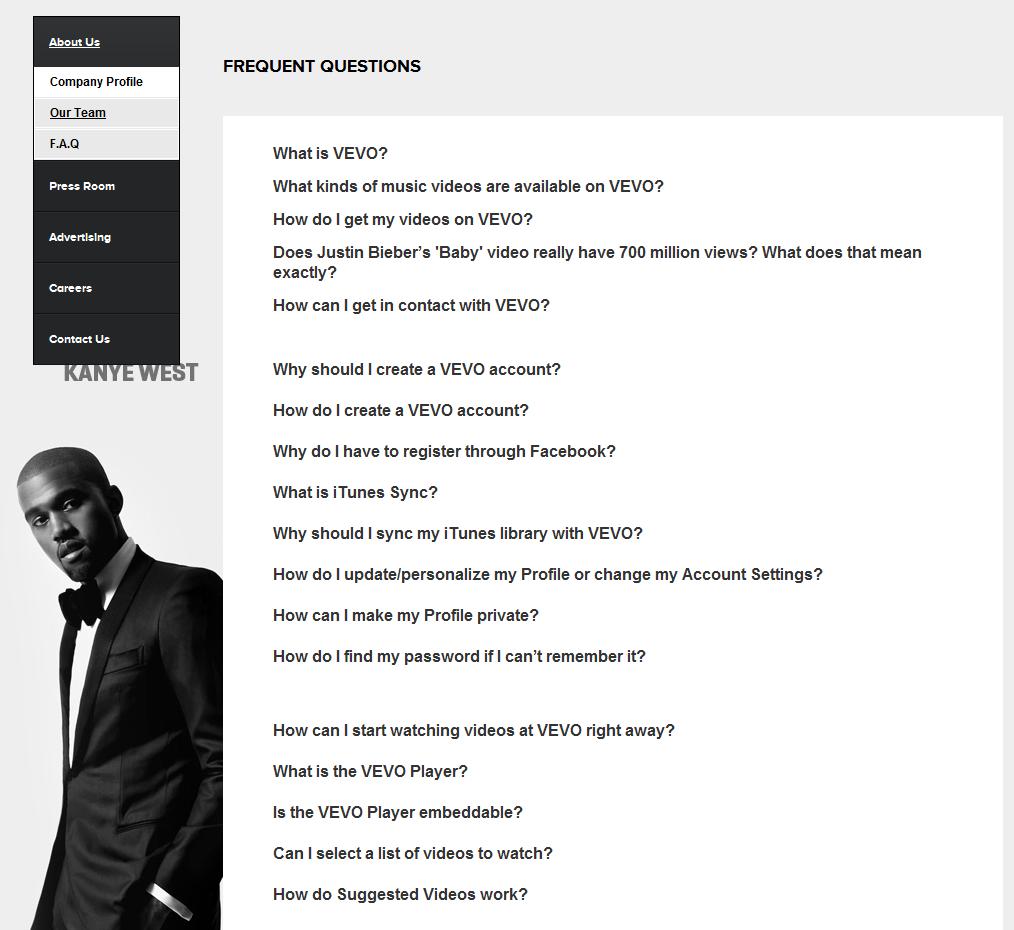 About Us
Company Profile
Our Team
F.A.Q
Press Room
Advertising
Careers
Contact Us
KANYE WEST
FREQUENT QUESTIONS
What is VEVO?
What kinds of music videos are available on VEVO?
How do I get my videos on VEVO?
Does Justin Bieber’s 'Baby' video really have 700 million views? What does that mean
exactly?
How can I get in contact with VEVO?
Why should I create a VEVO account?
How do I create a VEVO account?
Why do I have to register through Facebook?
What is iTunes Sync?
Why should I sync my iTunes library with VEVO?
How do I update/personalize my Profile or change my Account Settings?
How can I make my Profile private?
How do I find my password if I can’t remember it?
How can I start watching videos at VEVO right away?
What is the VEVO Player?
Is the VEVO Player embeddable?
Can I select a list of videos to watch?
How do Suggested Videos work?